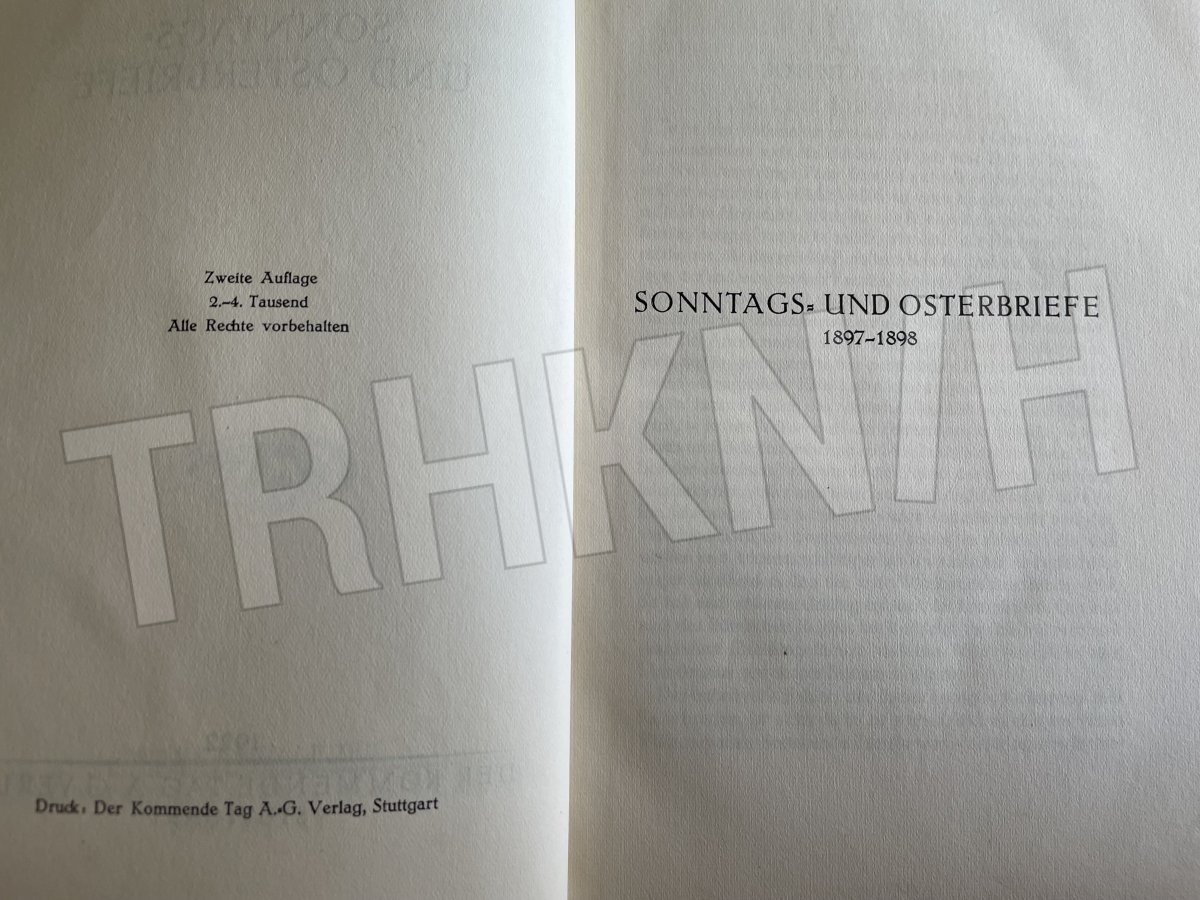 Zweite Auflage
2.–4. Tausend
Alle Rechte vorbehalten
Druck: Der Kommende Tag A.-G. Verlag, Stuttgart
SONNTAGS- UND OSTERBRIEFE
1897–1898
TRHKNIH